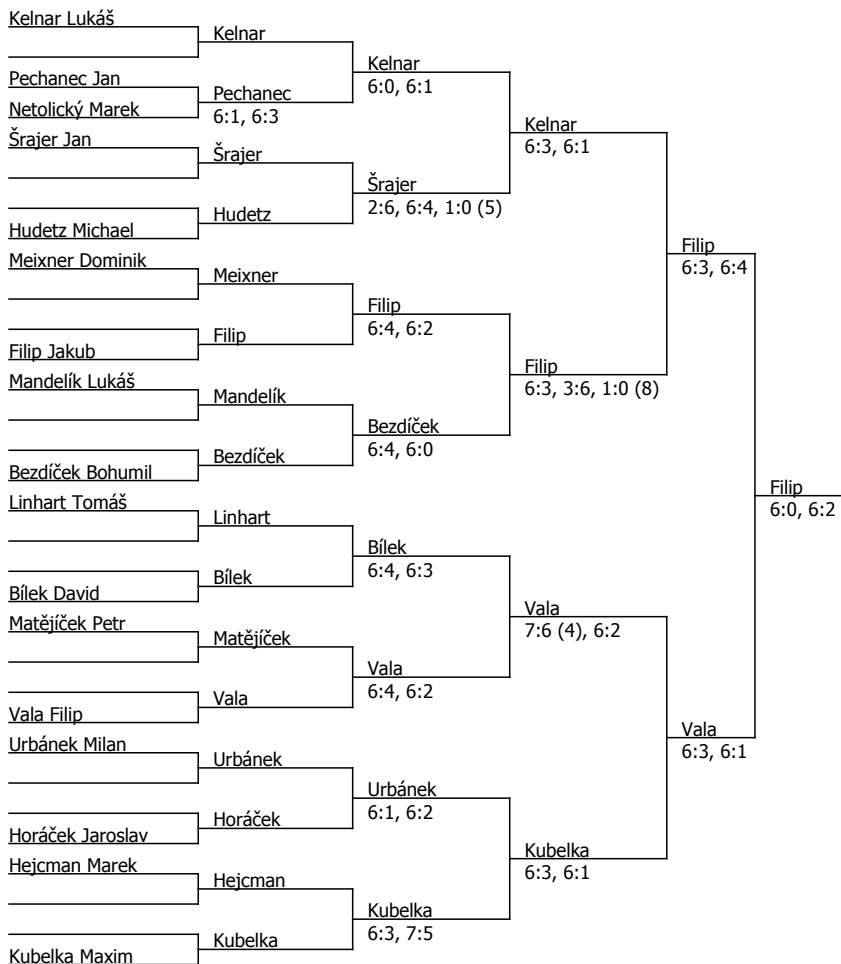 Kelnar Lukáš
Pechanec Jan
Netolický Marek
Šrajer Jan
Hudetz Michael
Meixner Dominik
Filip Jakub
Mandelík Lukáš
Bezdíček Bohumil
Linhart Tomáš
Bílek David
Matějíček Petr
Vala Filip
Urbánek Milan
Horáček Jaroslav
Hejcman Marek
Kubelka Maxim
Kelnar
Pechanec
6:1, 6:3
Šrajer
Hudetz
Meixner
Filip
Mandelík
Bezdíček
Linhart
Bílek
Matějíček
Vala
Urbánek
Horáček
Hejcman
Kubelka
Kelnar
6:0, 6:1
Šrajer
2:6, 6:4, 1:0 (5)
Filip
6:4, 6:2
Bezdíček
6:4, 6:0
Bílek
6:4, 6:3
Vala
6:4, 6:2
Urbánek
6:1, 6:2
Kubelka
6:3, 7:5
Kelnar
6:3, 6:1
Filip
6:3, 3:6, 1:0 (8)
Vala
7:6 (4), 6:2
Kubelka
6:3, 6:1
Filip
6:3, 6:4
Vala
6:3, 6:1
Filip
6:0, 6:2